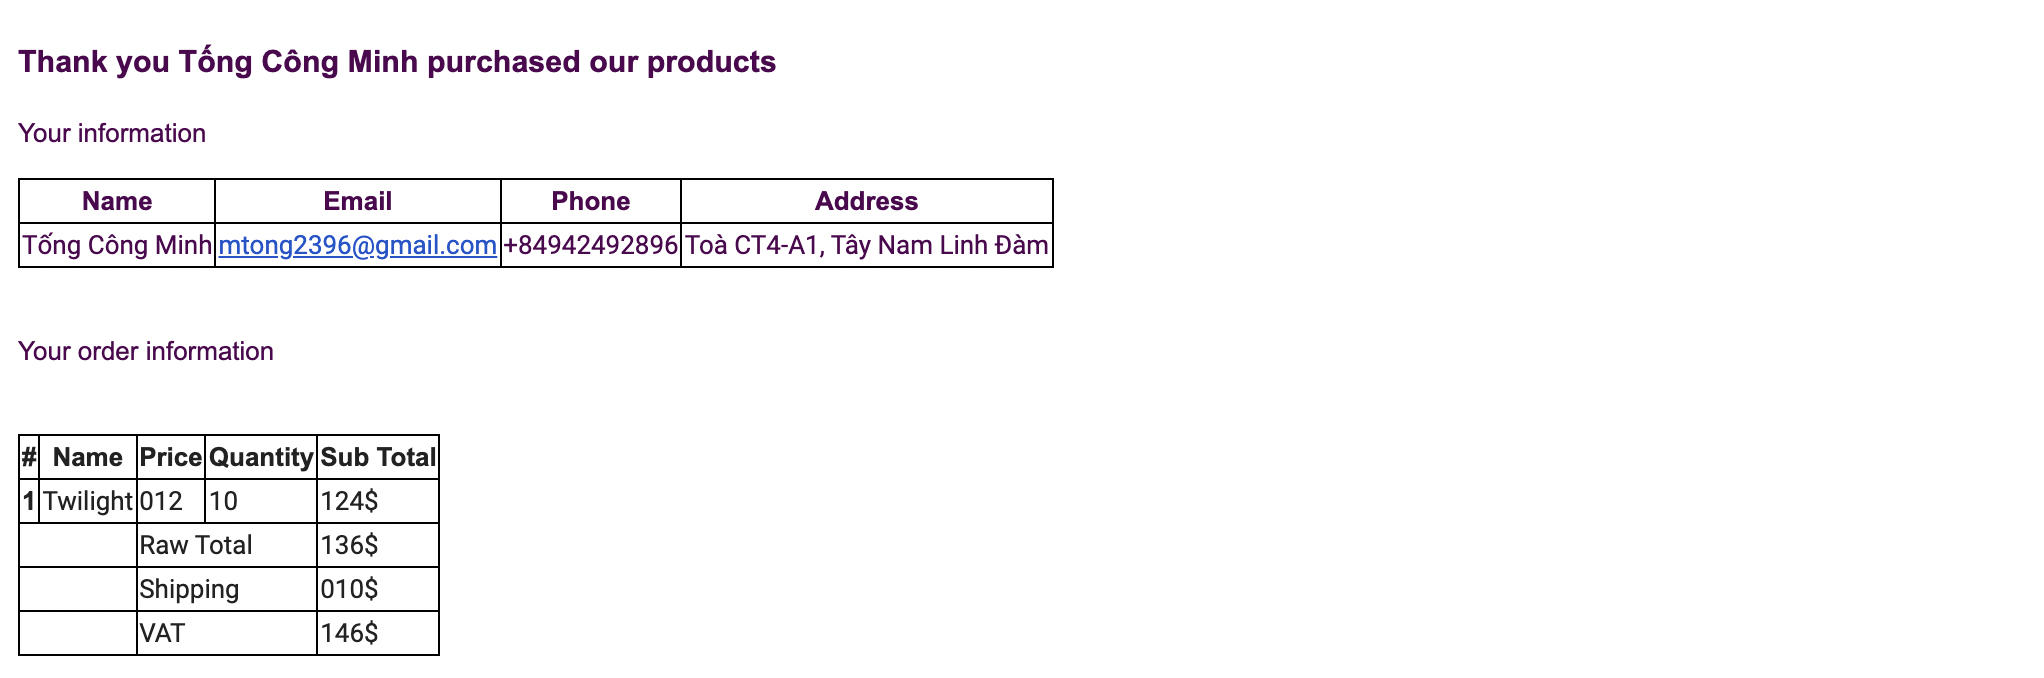 Thank you Tống Công Minh purchased our products
Your information
Name Email Phone Address
Tống Công Minh mtong2396@gmail.com +84942492896 Toà CT4-A1, Tây Nam Linh Đàm
Your order information
# Name Price Quantity Sub Total
1 Twilight 012 10 124$
Raw Total 136$
Shipping 010$
VAT 146$